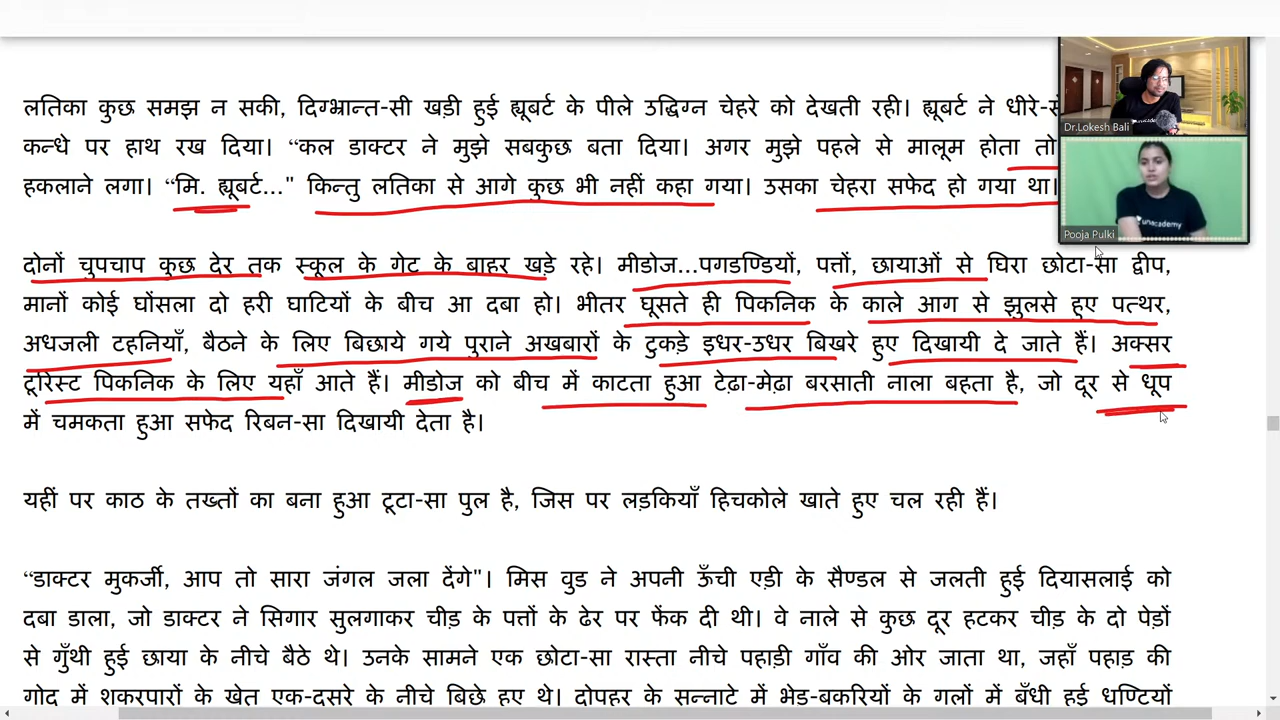 लतिका कुछ समझ न सकी, दिग्भ्रान्त-सी खड़ी हुई ह्यूबर्ट के पीले उद्विग्न चेहरे को देखती रही। ह्यूबर्ट ने धीरे-से
कन्धे पर हाथ रख दिया। “कल डाक्टर ने मुझे सबकुछ बता दिया। अगर मुझे पहले से मालूम होता तो
हकलाने लगा। “मि. ह्यूबर्ट..." किन्तु लतिका से आगे कुछ भी नहीं कहा गया। उसका चेहरा सफेद हो गया था।
Dr.Lokesh Bali
unacademy
Pooja Pulki
दोनों चुपचाप कुछ देर तक स्कूल के गेट के बाहर खड़े रहे। मीडोज...पगडण्डियों, पत्तों, छायाओं से घिरा छोटा-सा द्वीप,
मानों कोई घोंसला दो हरी घाटियों के बीच आ दबा हो। भीतर घूसते ही पिकनिक के काले आग से झुलसे हुए पत्थर,
अधजली टहनियाँ, बैठने के लिए बिछाये गये पुराने अखबारों के टुकड़े इधर-उधर बिखरे हुए दिखायी दे जाते हैं। अक्सर
टूरिस्ट पिकनिक के लिए यहाँ आते हैं। मीडोज को बीच में काटता हुआ टेढ़ा-मेढ़ा बरसाती नाला बहता है, जो दूर से धूप
में चमकता हुआ सफेद रिबन-सा दिखायी देता है।
यहीं पर काठ के तख्तों का बना हुआ टूटा-सा पुल है, जिस पर लड़कियाँ हिचकोले खाते हुए चल रही हैं।
“डाक्टर मुकर्जी, आप तो सारा जंगल जला देंगे"। मिस वुड ने अपनी ऊँची एड़ी के सैण्डल से जलती हुई दियासलाई को
दबा डाला, जो डाक्टर ने सिगार सुलगाकर चीड़ के पत्तों के ढेर पर फेंक दी थी। वे नाले से कुछ दूर हटकर चीड़ के दो पेड़ों
से गुँथी हुई छाया के नीचे बैठे थे। उनके सामने एक छोटा-सा रास्ता नीचे पहाड़ी गाँव की ओर जाता था, जहाँ पहाड़ की
गोद में शकरपारों के खेत एक-दूसरे के नीचे बिछे हुए थे। दोपहर के सन्नाटे में भेड़-बकरियों के गलों में बँधी हुई घण्टियों